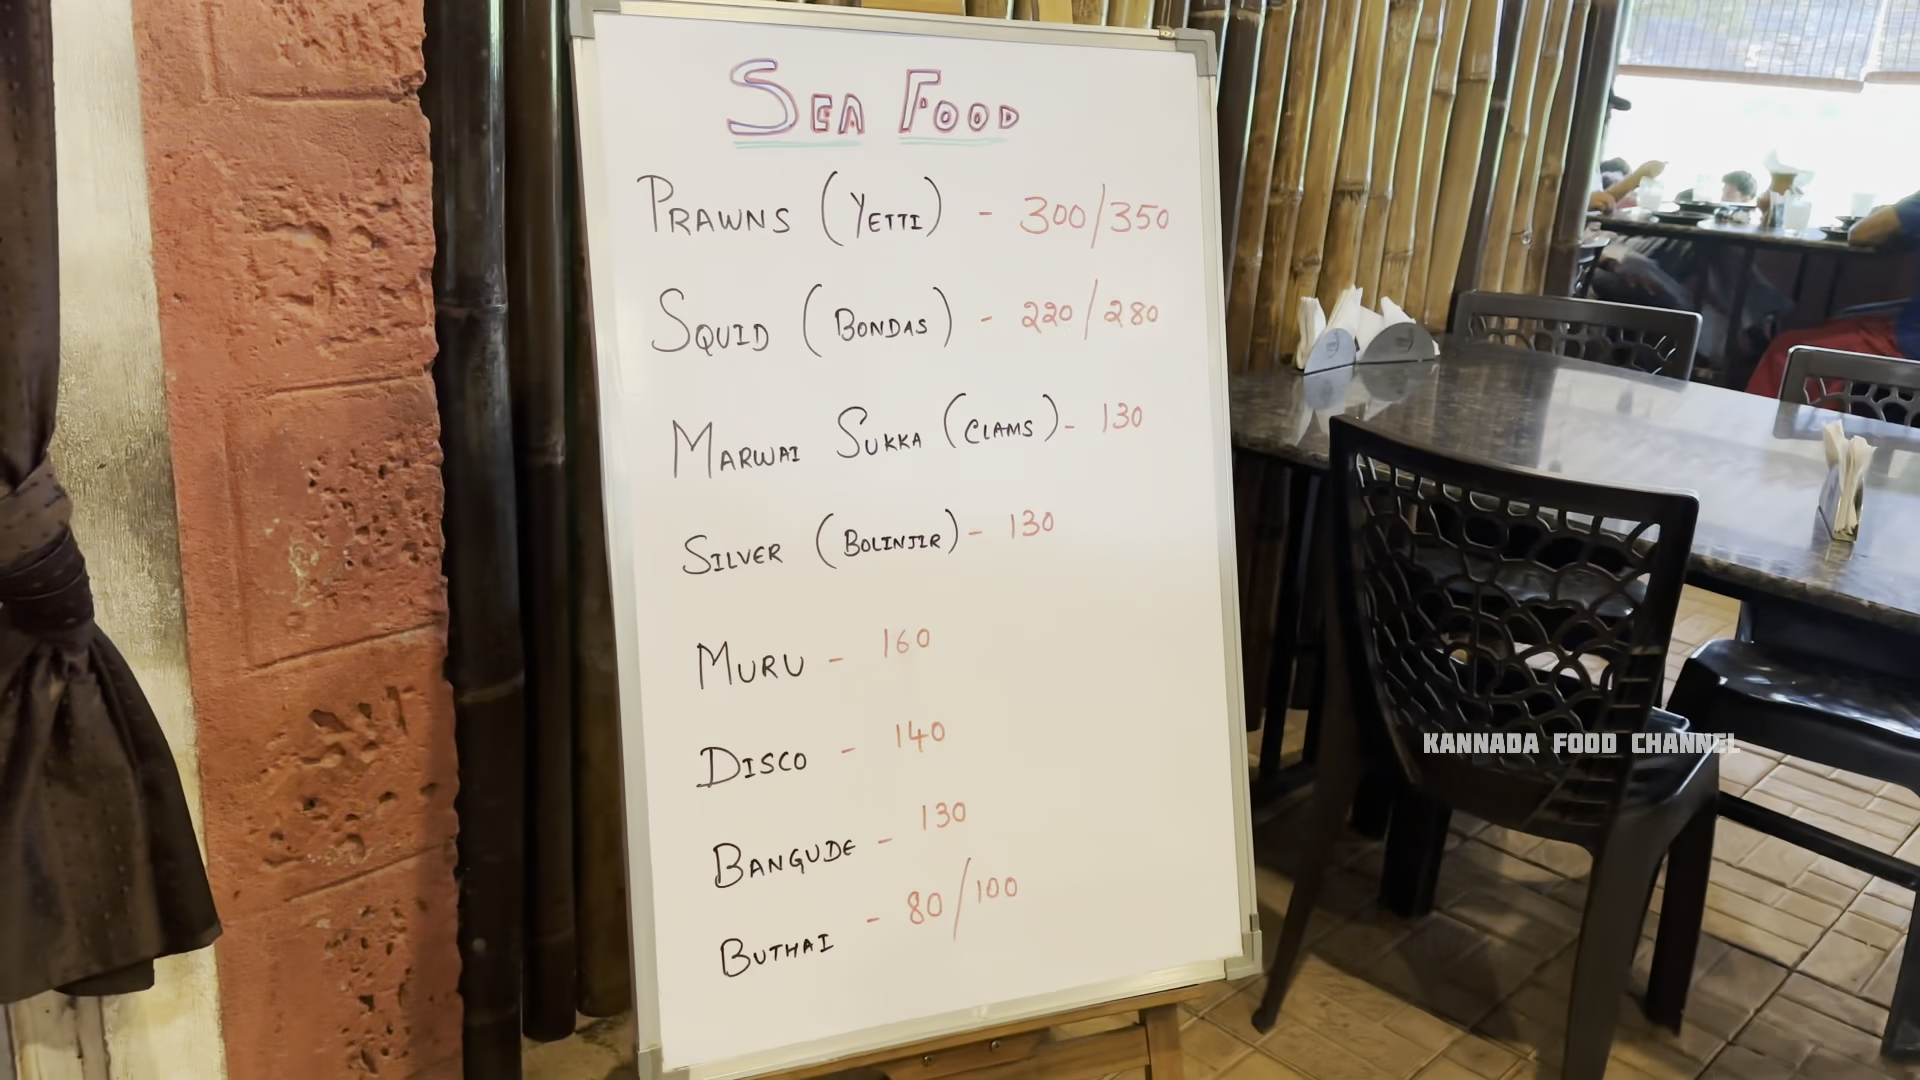 SEA FOOD
PRAWNS (YETTI) - 300/350
SQUID (BONDAS) - 220/280
MARWAI SUKKA (CLAMS) - 130
SILVER (BOLINJIR) - 130
MURU - 160
DISCO - 140
BANGUDE - 130
BUTHAI - 80/100
KANNADA FOOD CHANNEL